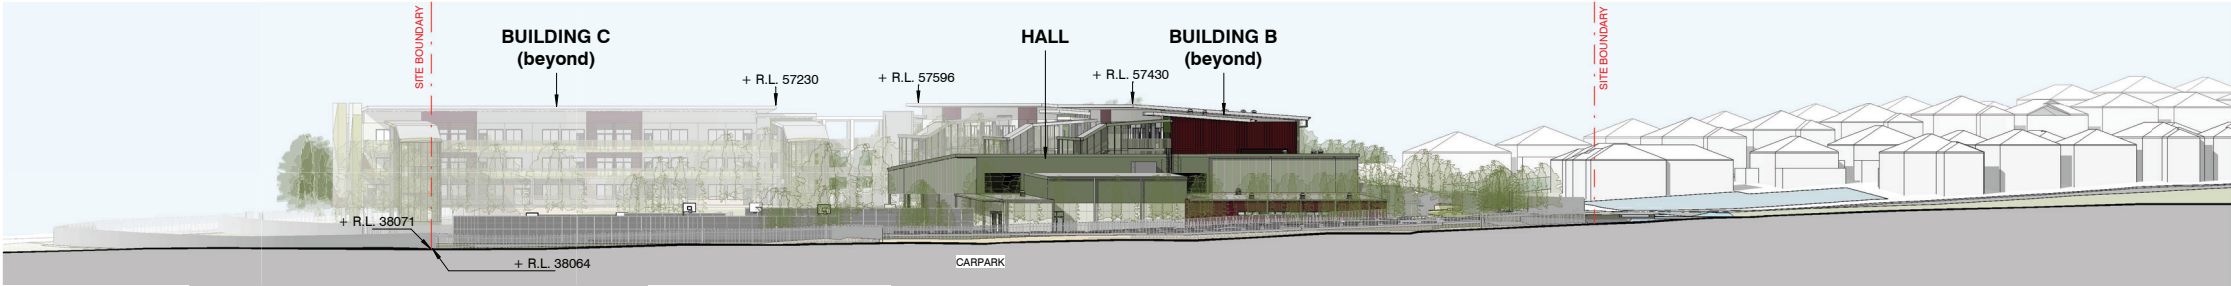 SITE BOUNDARY
BUILDING C
(beyond)
+ R.L. 57230
+ R.L. 57596
HALL
+ R.L. 57430
BUILDING B
(beyond)
SITE BOUNDARY
+ R.L. 38071
+ R.L. 38064
CARPARK